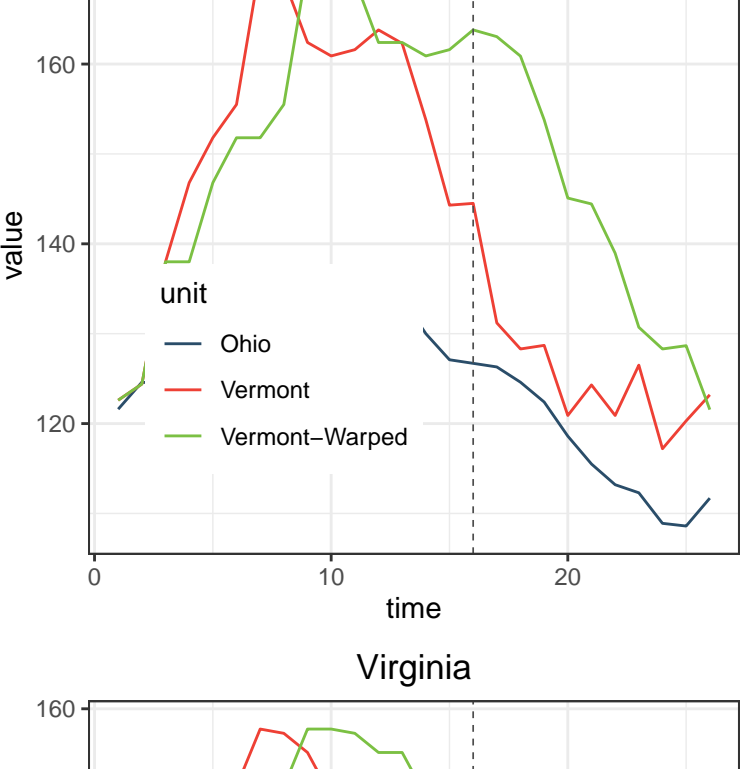 160
140
120
value
unit
Ohio
Vermont
Vermont−Warped
0 10 20
time
Virginia
160